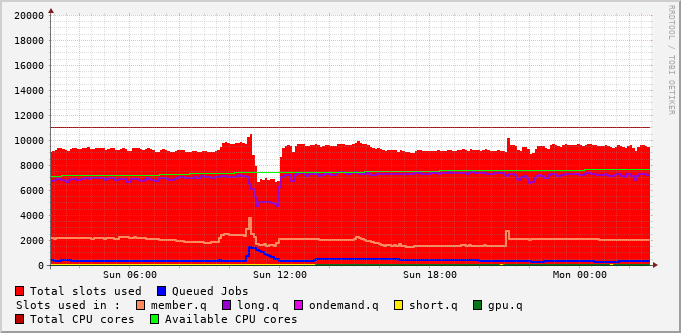 20000
18000
16000
14000
12000
10000
8000
6000
4000
2000
0
Sun 06:00 Sun 12:00 Sun 18:00 Mon 00:00
RRDTOOL / TOBI OETIKER
Total slots used Queued Jobs
Slots used in : member.q long.q ondemand.q short.q gpu.q
Total CPU cores Available CPU cores